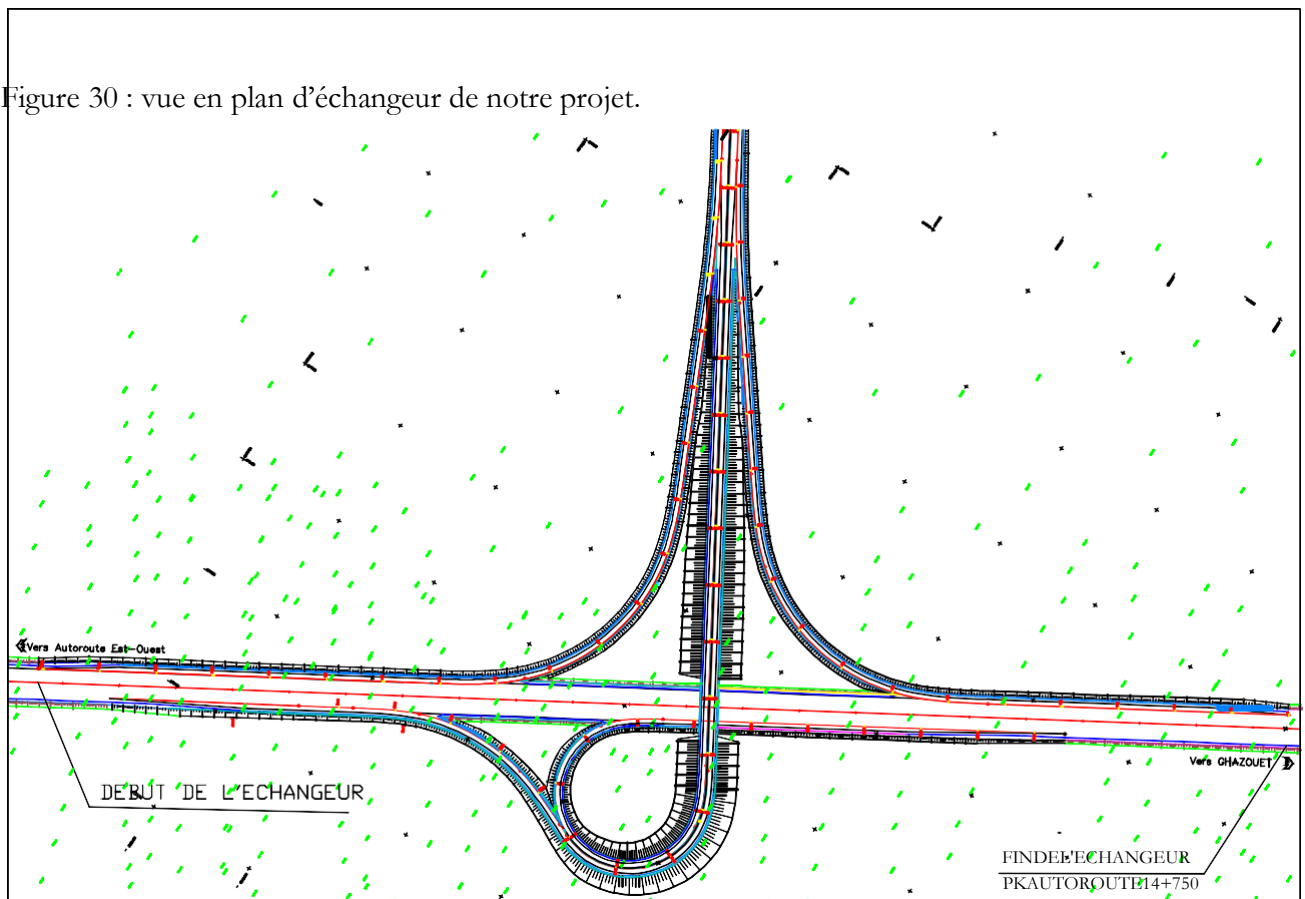 Figure 30 : vue en plan d'échangeur de notre projet.
Vers Autoroute Est-Ouest
Vers GHAZOUET
DEBUT DE L'ECHANGEUR
FINDEL'ECHANGEUR
PKAUTOROUTE14+750